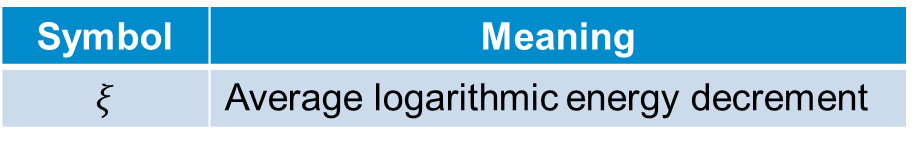 Symbol Meaning
ξ Average logarithmic energy decrement